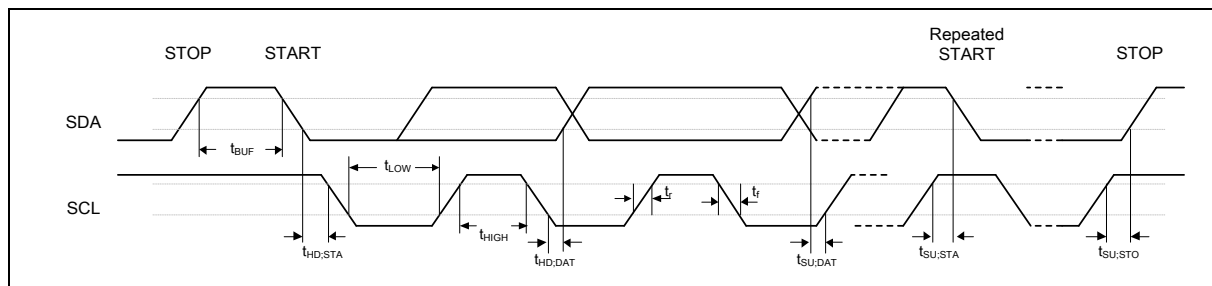 STOP
START
Repeated
START
STOP
SDA
tBUF
tLOW
SCL
tr
tf
tHIGH
tHD;STA
tHD;DAT
tSU;DAT
tSU;STA
tSU;STO